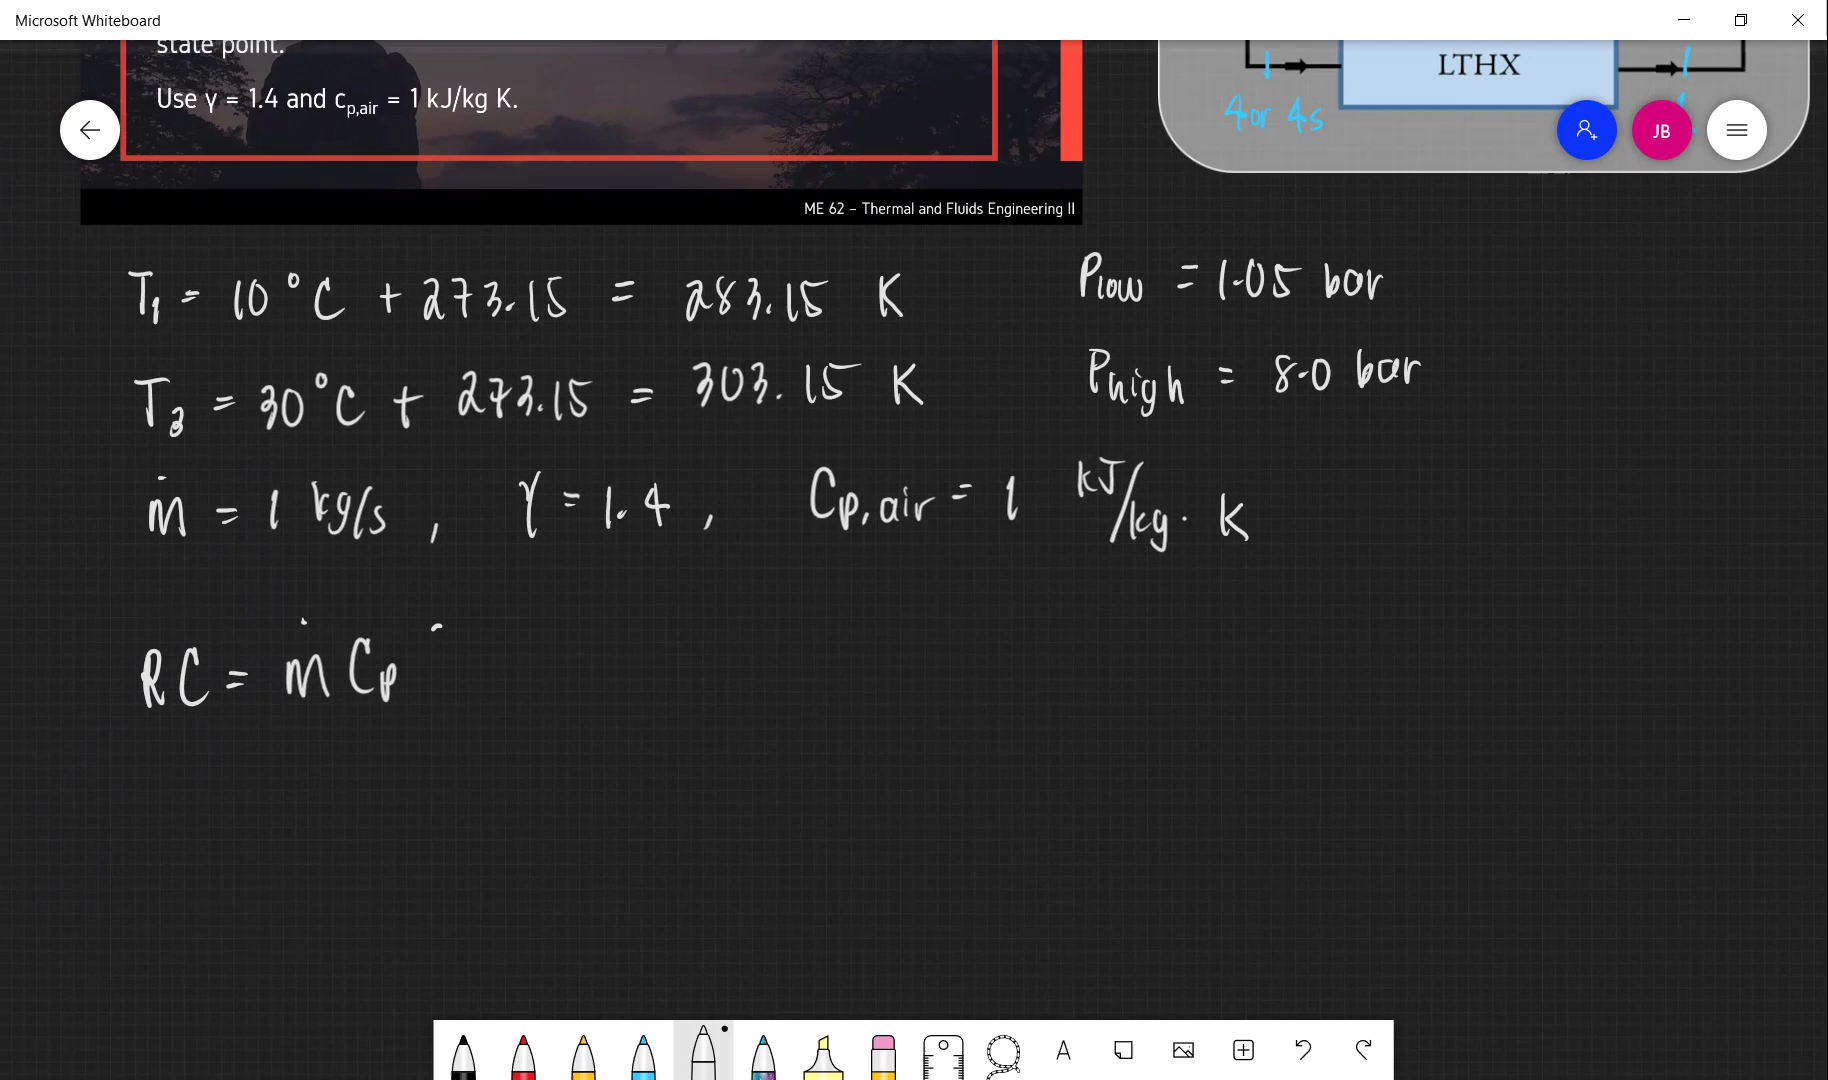 Microsoft Whiteboard
state point.
Use γ = 1.4 and cp,air = 1 kJ/kg K.
LTHX
4 or 4s
JB
ME 62 – Thermal and Fluids Engineering II
T₁ = 10°C + 273.15 = 283.15 K
Plow = 1.05 bar
T₃ = 30°C + 273.15 = 303.15 K
Phigh = 8.0 bar
ṁ = 1 kg/s , γ = 1.4 , Cp,air = 1 kJ/kg · K
RC = ṁ Cp
A